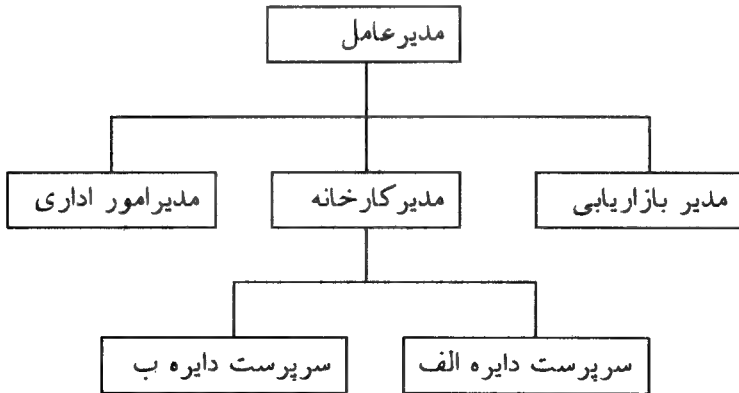 مدیرعامل
مدیر بازاریابی
مدیرکارخانه
مدیرامور اداری
سرپرست دایره الف
سرپرست دایره ب